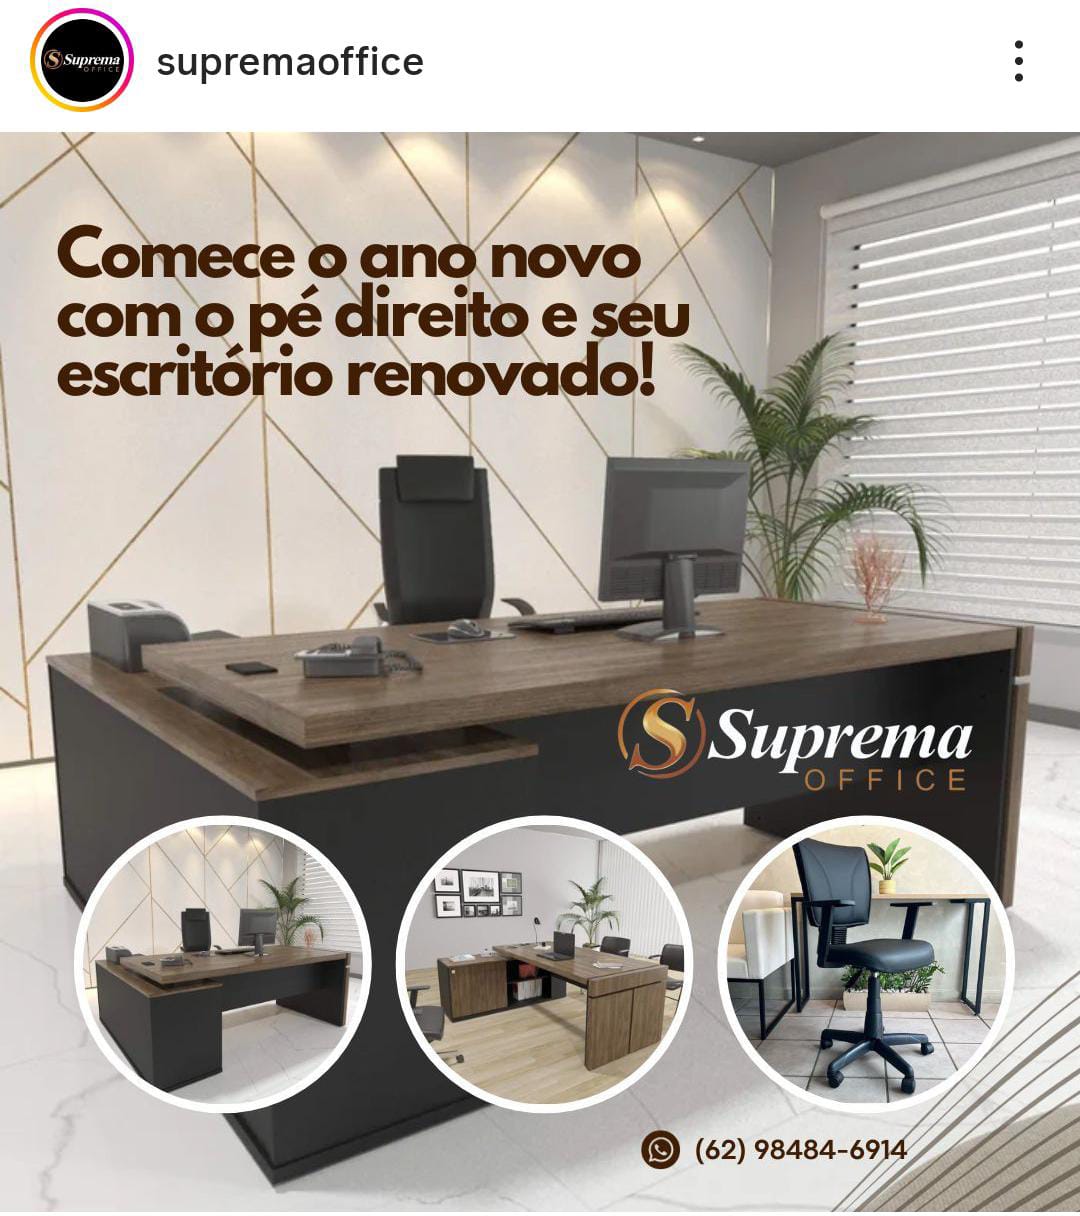 Suprema
OFFICE
supremaoffice
Comece o ano novo
com o pé direito e seu
escritório renovado!
S Suprema
OFFICE
(62) 98484-6914